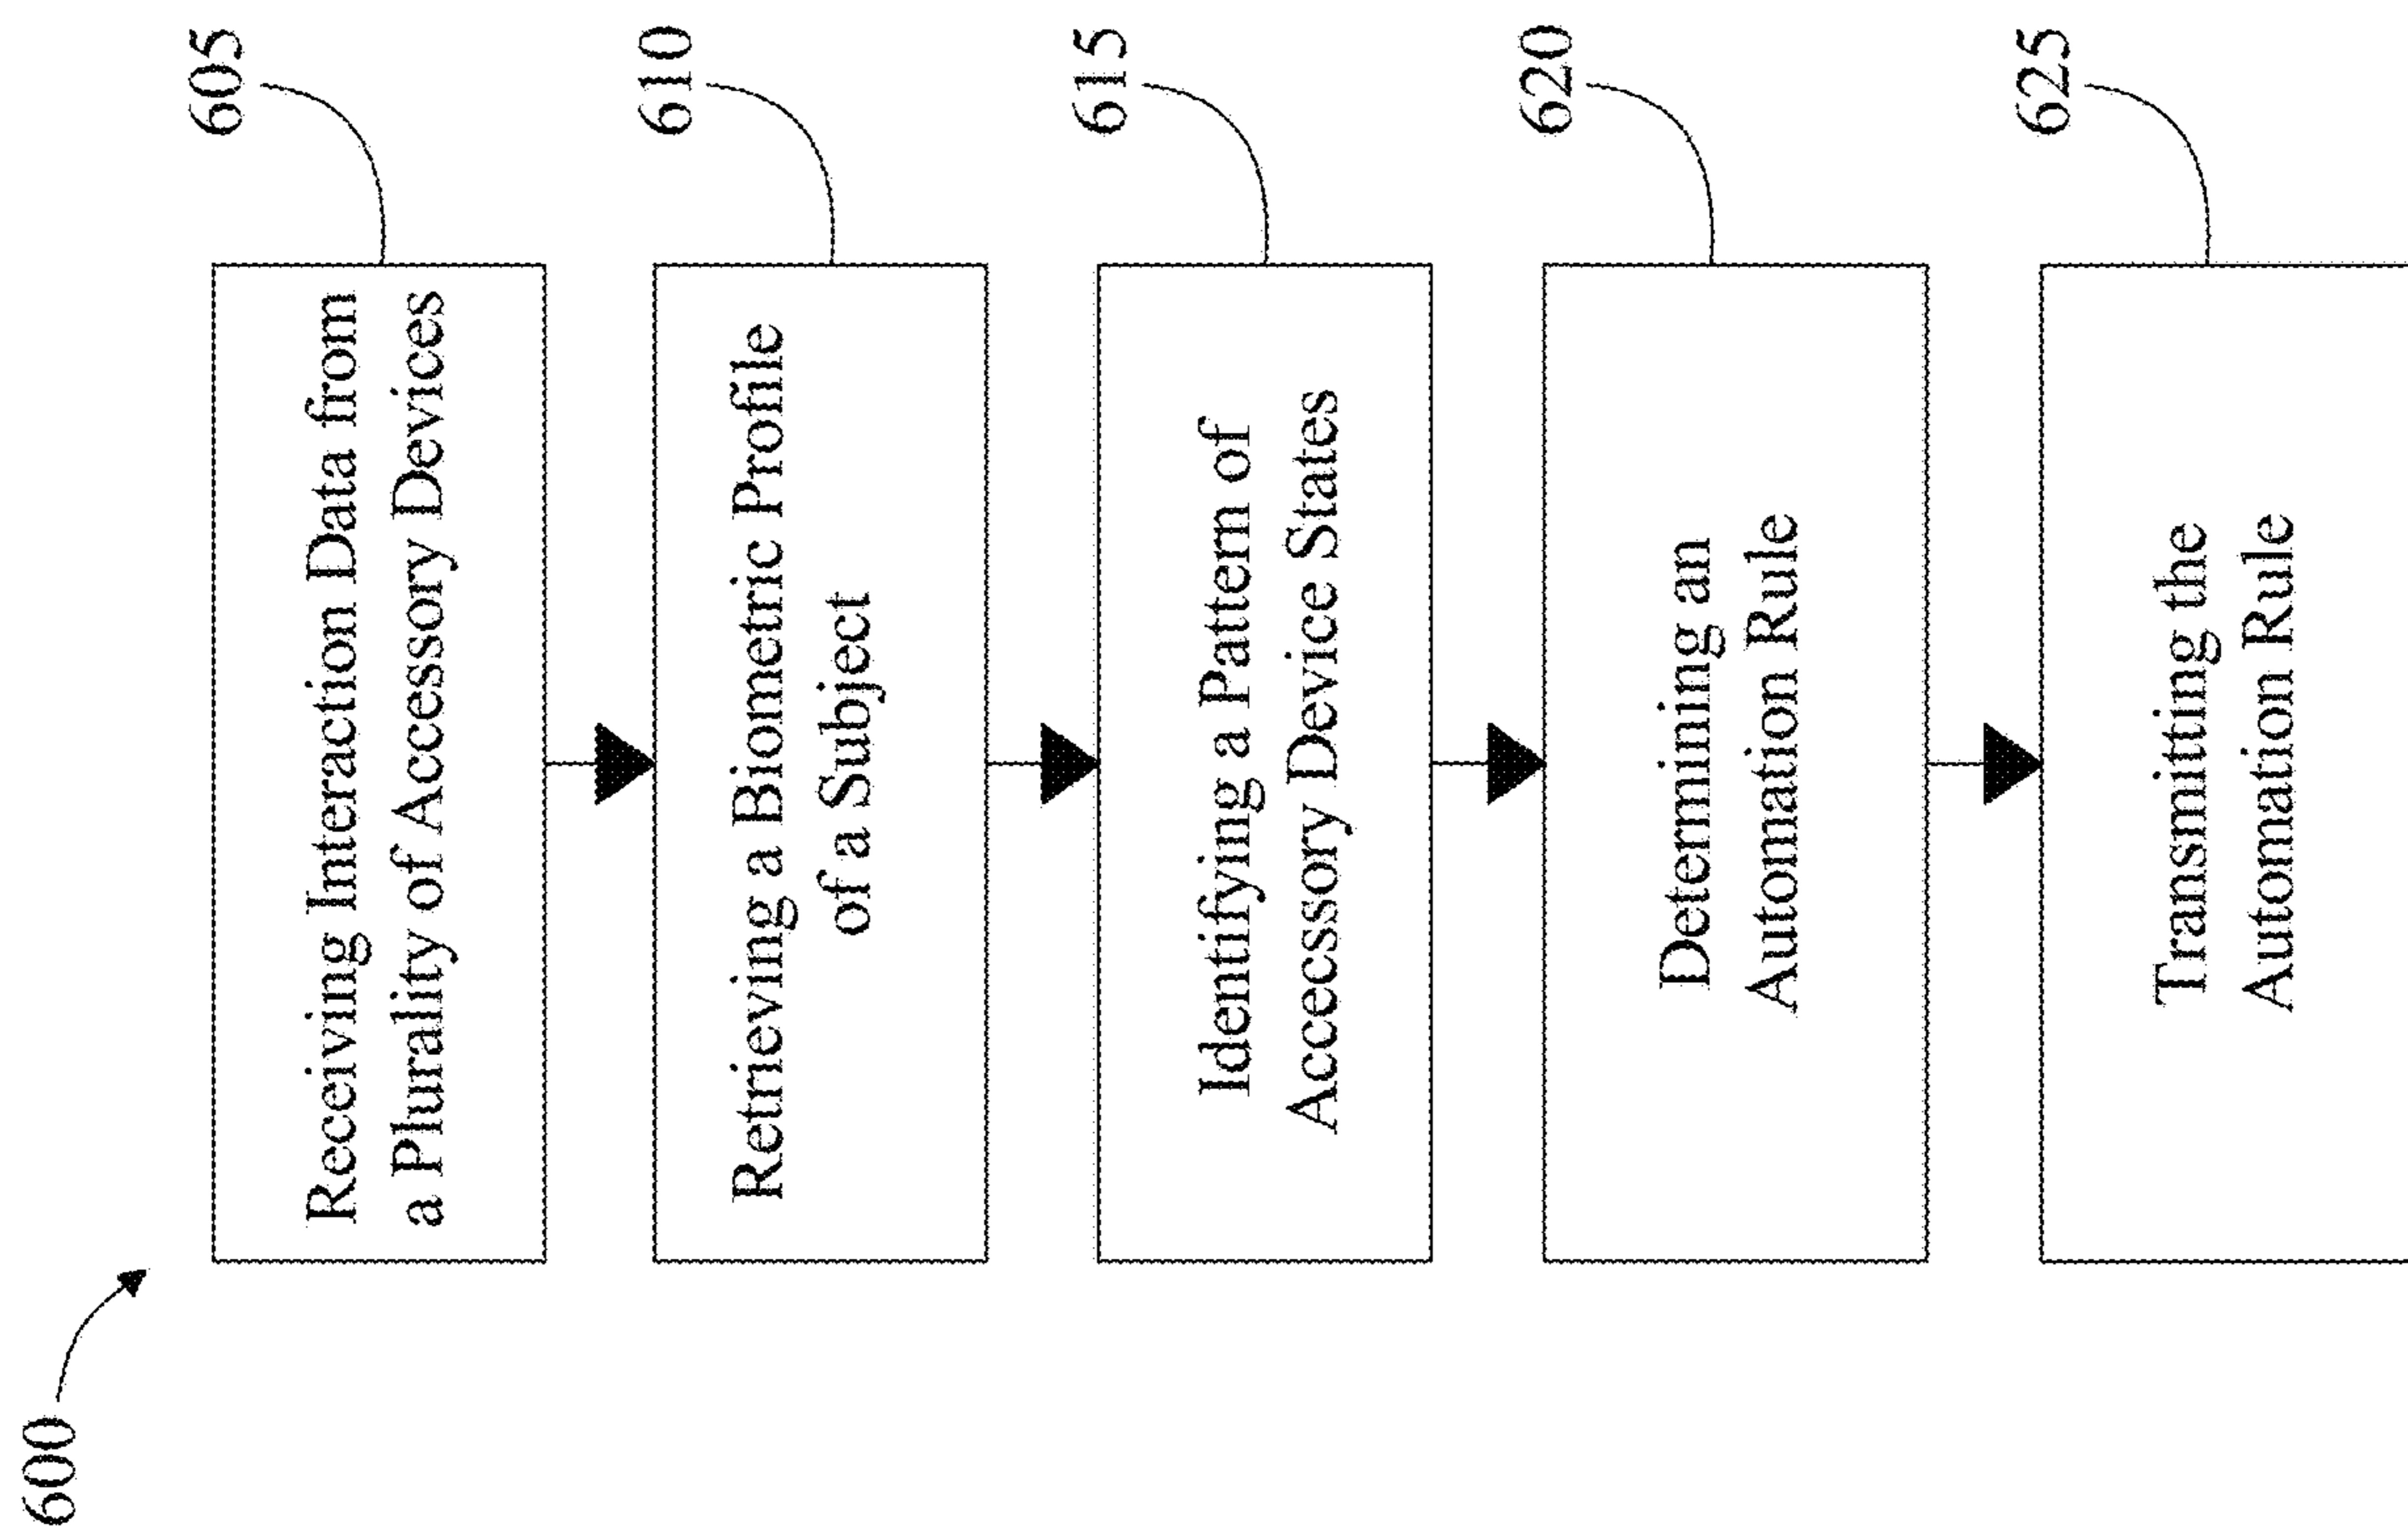 600
605
Receiving Interaction Data from
a Plurality of Accessory Devices
610
Retrieving a Biometric Profile
of a Subject
615
Identifying a Pattern of
Accessory Device States
620
Determining an
Automation Rule
625
Transmitting the
Automation Rule